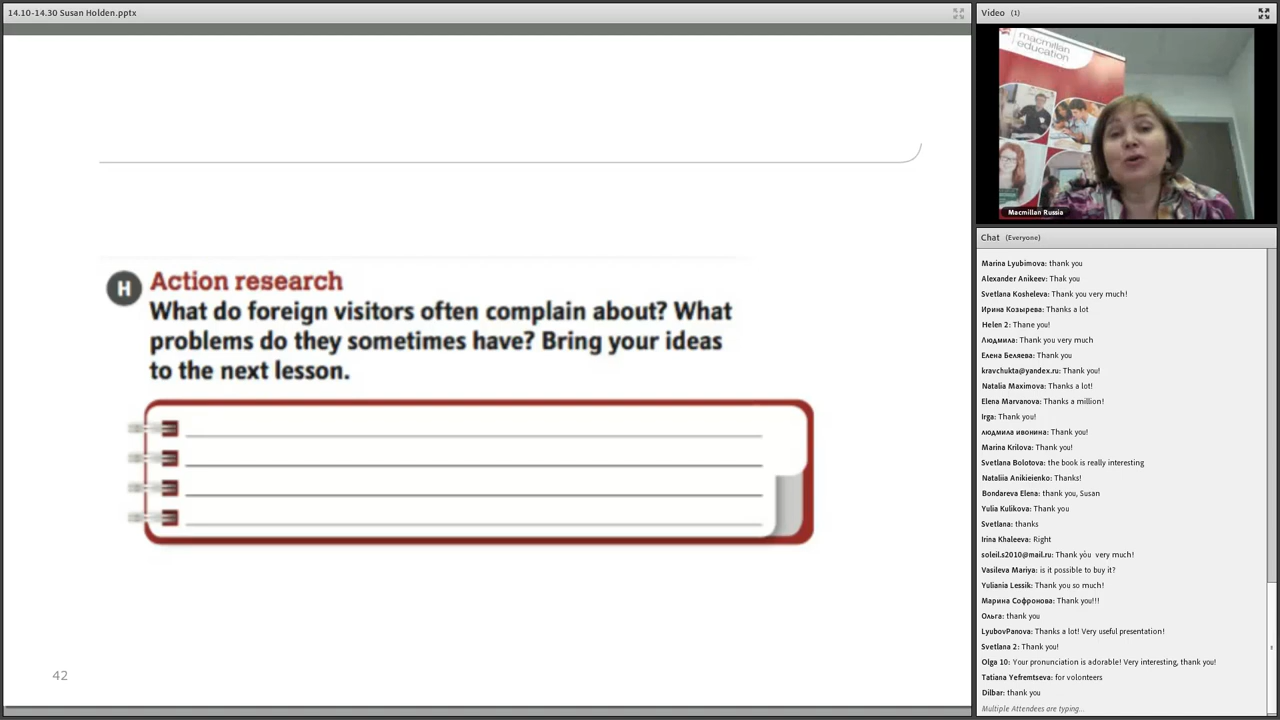 14.10-14.30 Susan Holden.pptx
H
Action research
What do foreign visitors often complain about? What
problems do they sometimes have? Bring your ideas
to the next lesson.
42
Video (1)
macmillan
education
Macmillan Russia
Chat (Everyone)
Marina Lyubimova: thank you
Alexander Anikeev: Thak you
Svetlana Kosheleva: Thank you very much!
Ирина Козырева: Thanks a lot
Helen 2: Thane you!
Людмила: Thank you very much
Елена Беляева: Thank you
kravchukta@yandex.ru: Thank you!
Natalia Maximova: Thanks a lot!
Elena Marvanova: Thanks a million!
Irga: Thank you!
людмила ивонина: Thank you!
Marina Krilova: Thank you!
Svetlana Bolotova: the book is really interesting
Nataliia Anikieienko: Thanks!
Bondareva Elena: thank you, Susan
Yulia Kulikova: Thank you
Svetlana: thanks
Irina Khaleeva: Right
soleil.s2010@mail.ru: Thank yòu very much!
Vasileva Mariya: is it possible to buy it?
Yuliania Lessik: Thank you so much!
Марина Софронова: Thank you!!!
Ольга: thank you
LyubovPanova: Thanks a lot! Very useful presentation!
Svetlana 2: Thank you!
Olga 10: Your pronunciation is adorable! Very interesting, thank you!
Tatiana Yefremtseva: for volonteers
Dilbar: thank you
Multiple Attendees are typing...